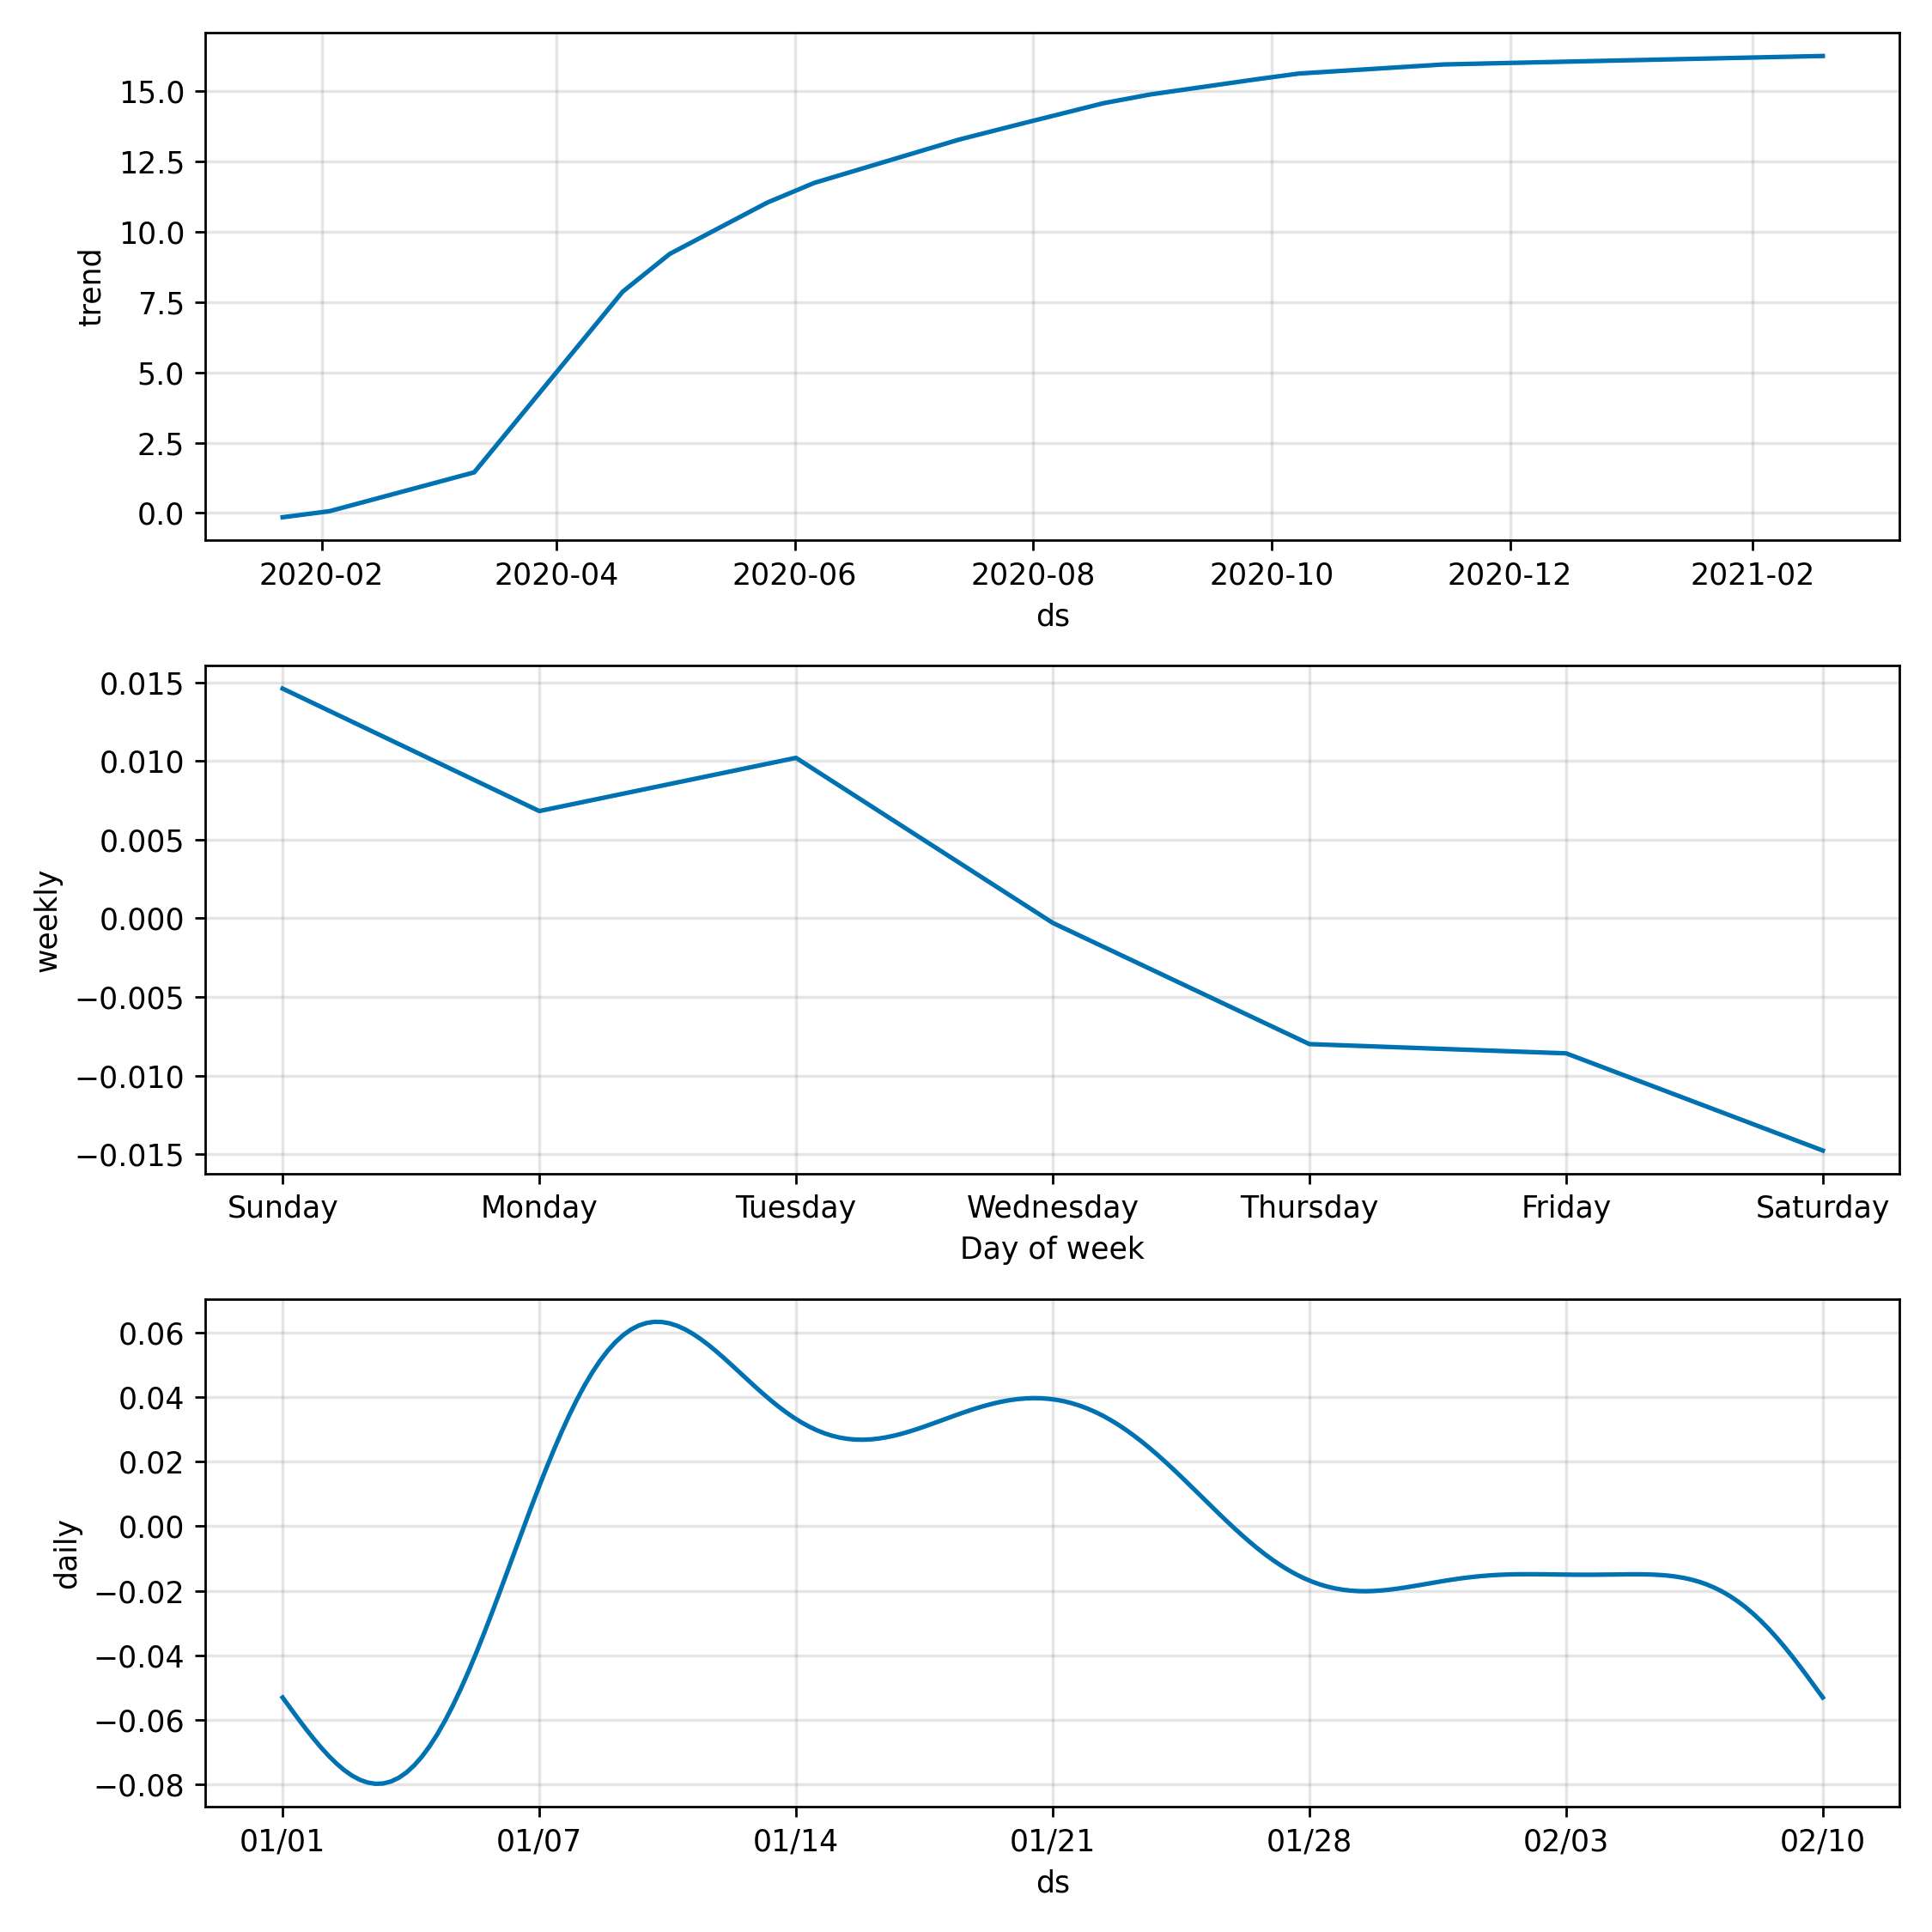 15.0
12.5
10.0
7.5
5.0
2.5
0.0
trend
2020-02 2020-04 2020-06 2020-08 2020-10 2020-12 2021-02
ds
0.015
0.010
0.005
0.000
−0.005
−0.010
−0.015
weekly
Sunday Monday Tuesday Wednesday Thursday Friday Saturday
Day of week
0.06
0.04
0.02
0.00
−0.02
−0.04
−0.06
−0.08
daily
01/01 01/07 01/14 01/21 01/28 02/03 02/10
ds